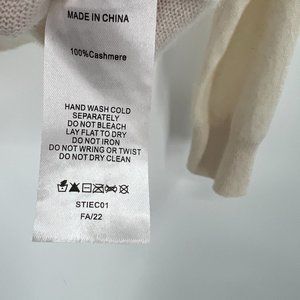 MADE IN CHINA
100%Cashmere
HAND WASH COLD
SEPARATELY
DO NOT BLEACH
LAY FLAT TO DRY
DO NOT IRON
DO NOT WRING OR TWIST
DO NOT DRY CLEAN
STIEC01
FA/22